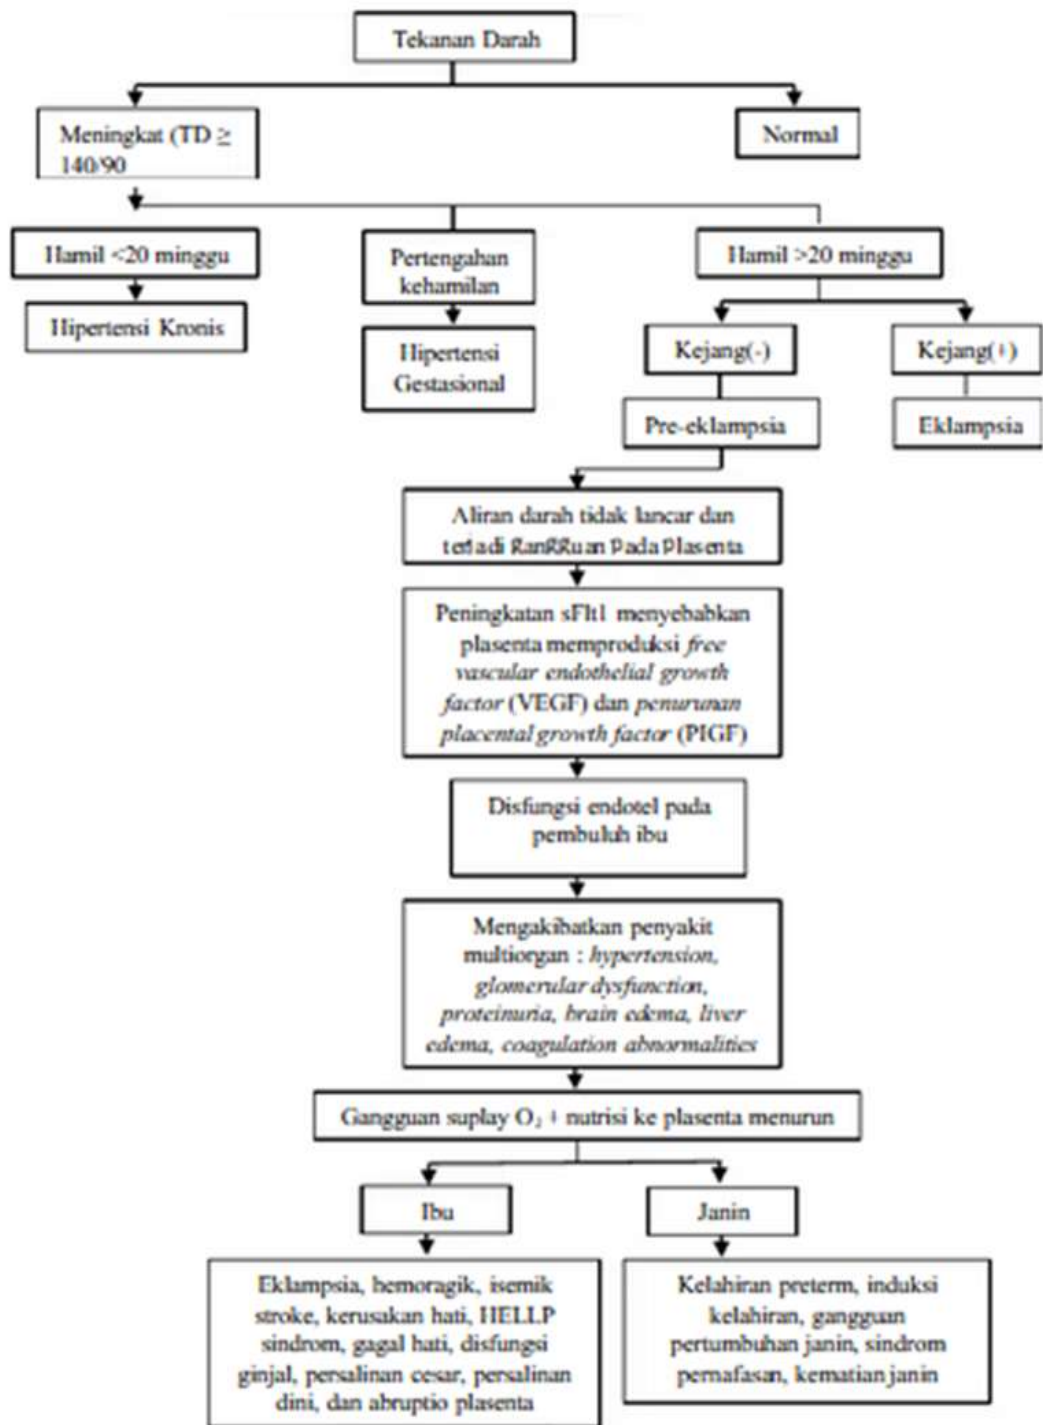 Tekanan Darah
Meningkat (TD ≥
140/90
Normal
Hamil <20 minggu
Pertengahan
kehamilan
Hamil >20 minggu
Hipertensi Kronis
Hipertensi
Gestasional
Kejang(-)
Kejang(+)
Pre-eklampsia
Eklampsia
Aliran darah tidak lancar dan
terjadi gangguan pada plasenta
Peningkatan sFlt1 menyebabkan
plasenta memproduksi free
vascular endothelial growth
factor (VEGF) dan penurunan
placental growth factor (PIGF)
Disfungsi endotel pada
pembuluh ibu
Mengakibatkan penyakit
multiorgan : hypertension,
glomerular dysfunction,
proteinuria, brain edema, liver
edema, coagulation abnormalities
Gangguan suplay O₂ + nutrisi ke plasenta menurun
Ibu
Janin
Eklampsia, hemoragik, isemik
stroke, kerusakan hati, HELLP
sindrom, gagal hati, disfungsi
ginjal, persalinan cesar, persalinan
dini, dan abruptio plasenta
Kelahiran preterm, induksi
kelahiran, gangguan
pertumbuhan janin, sindrom
pernafasan, kematian janin